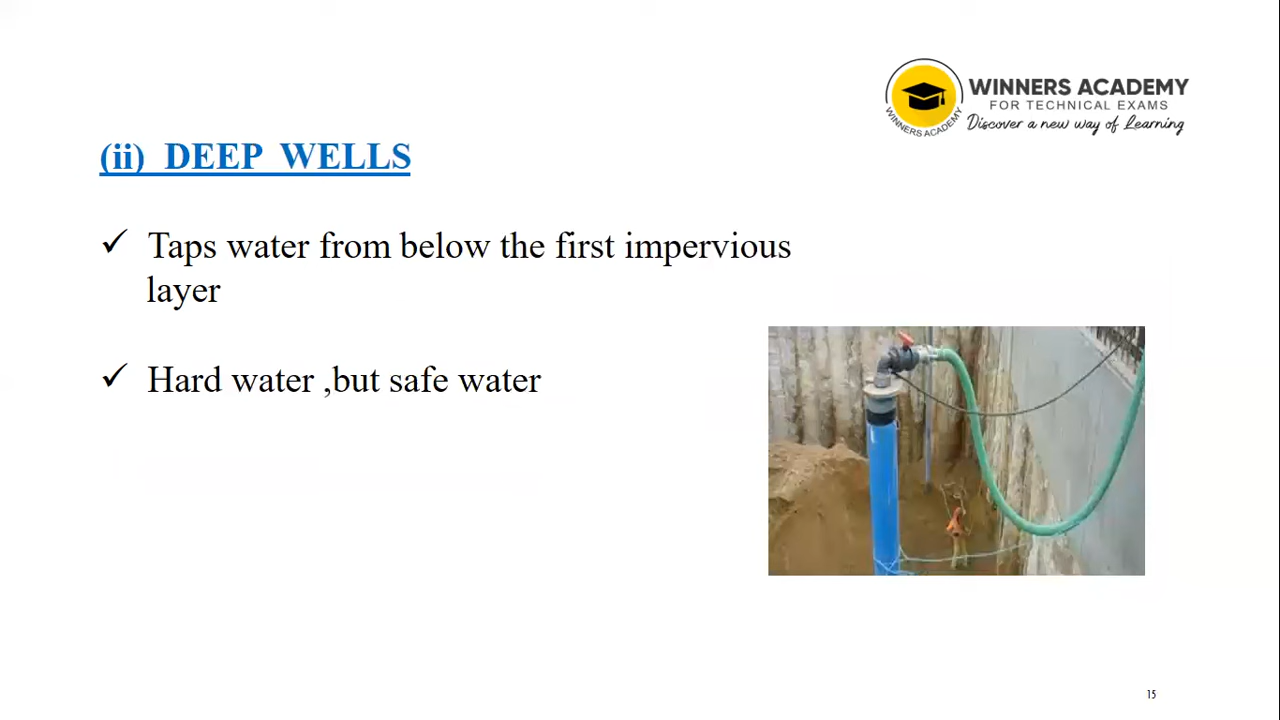 WINNERS ACADEMY
FOR TECHNICAL EXAMS
Discover a new way of Learning
WINNERS ACADEMY
(ii) DEEP WELLS
✓ Taps water from below the first impervious
layer
✓ Hard water ,but safe water
15